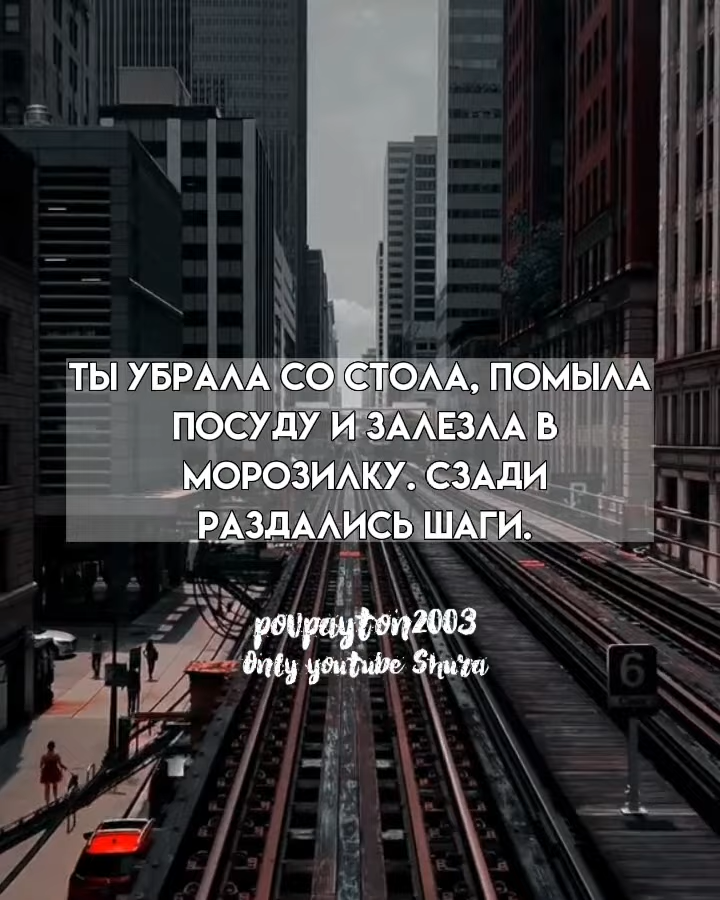 ТЫ УБРАЛА СО СТОЛА, ПОМЫЛА
ПОСУДУ И ЗАЛЕЗЛА В
МОРОЗИЛКУ. СЗАДИ
РАЗДАЛИСЬ ШАГИ.
povpayton2003
Only youtube Shura
6